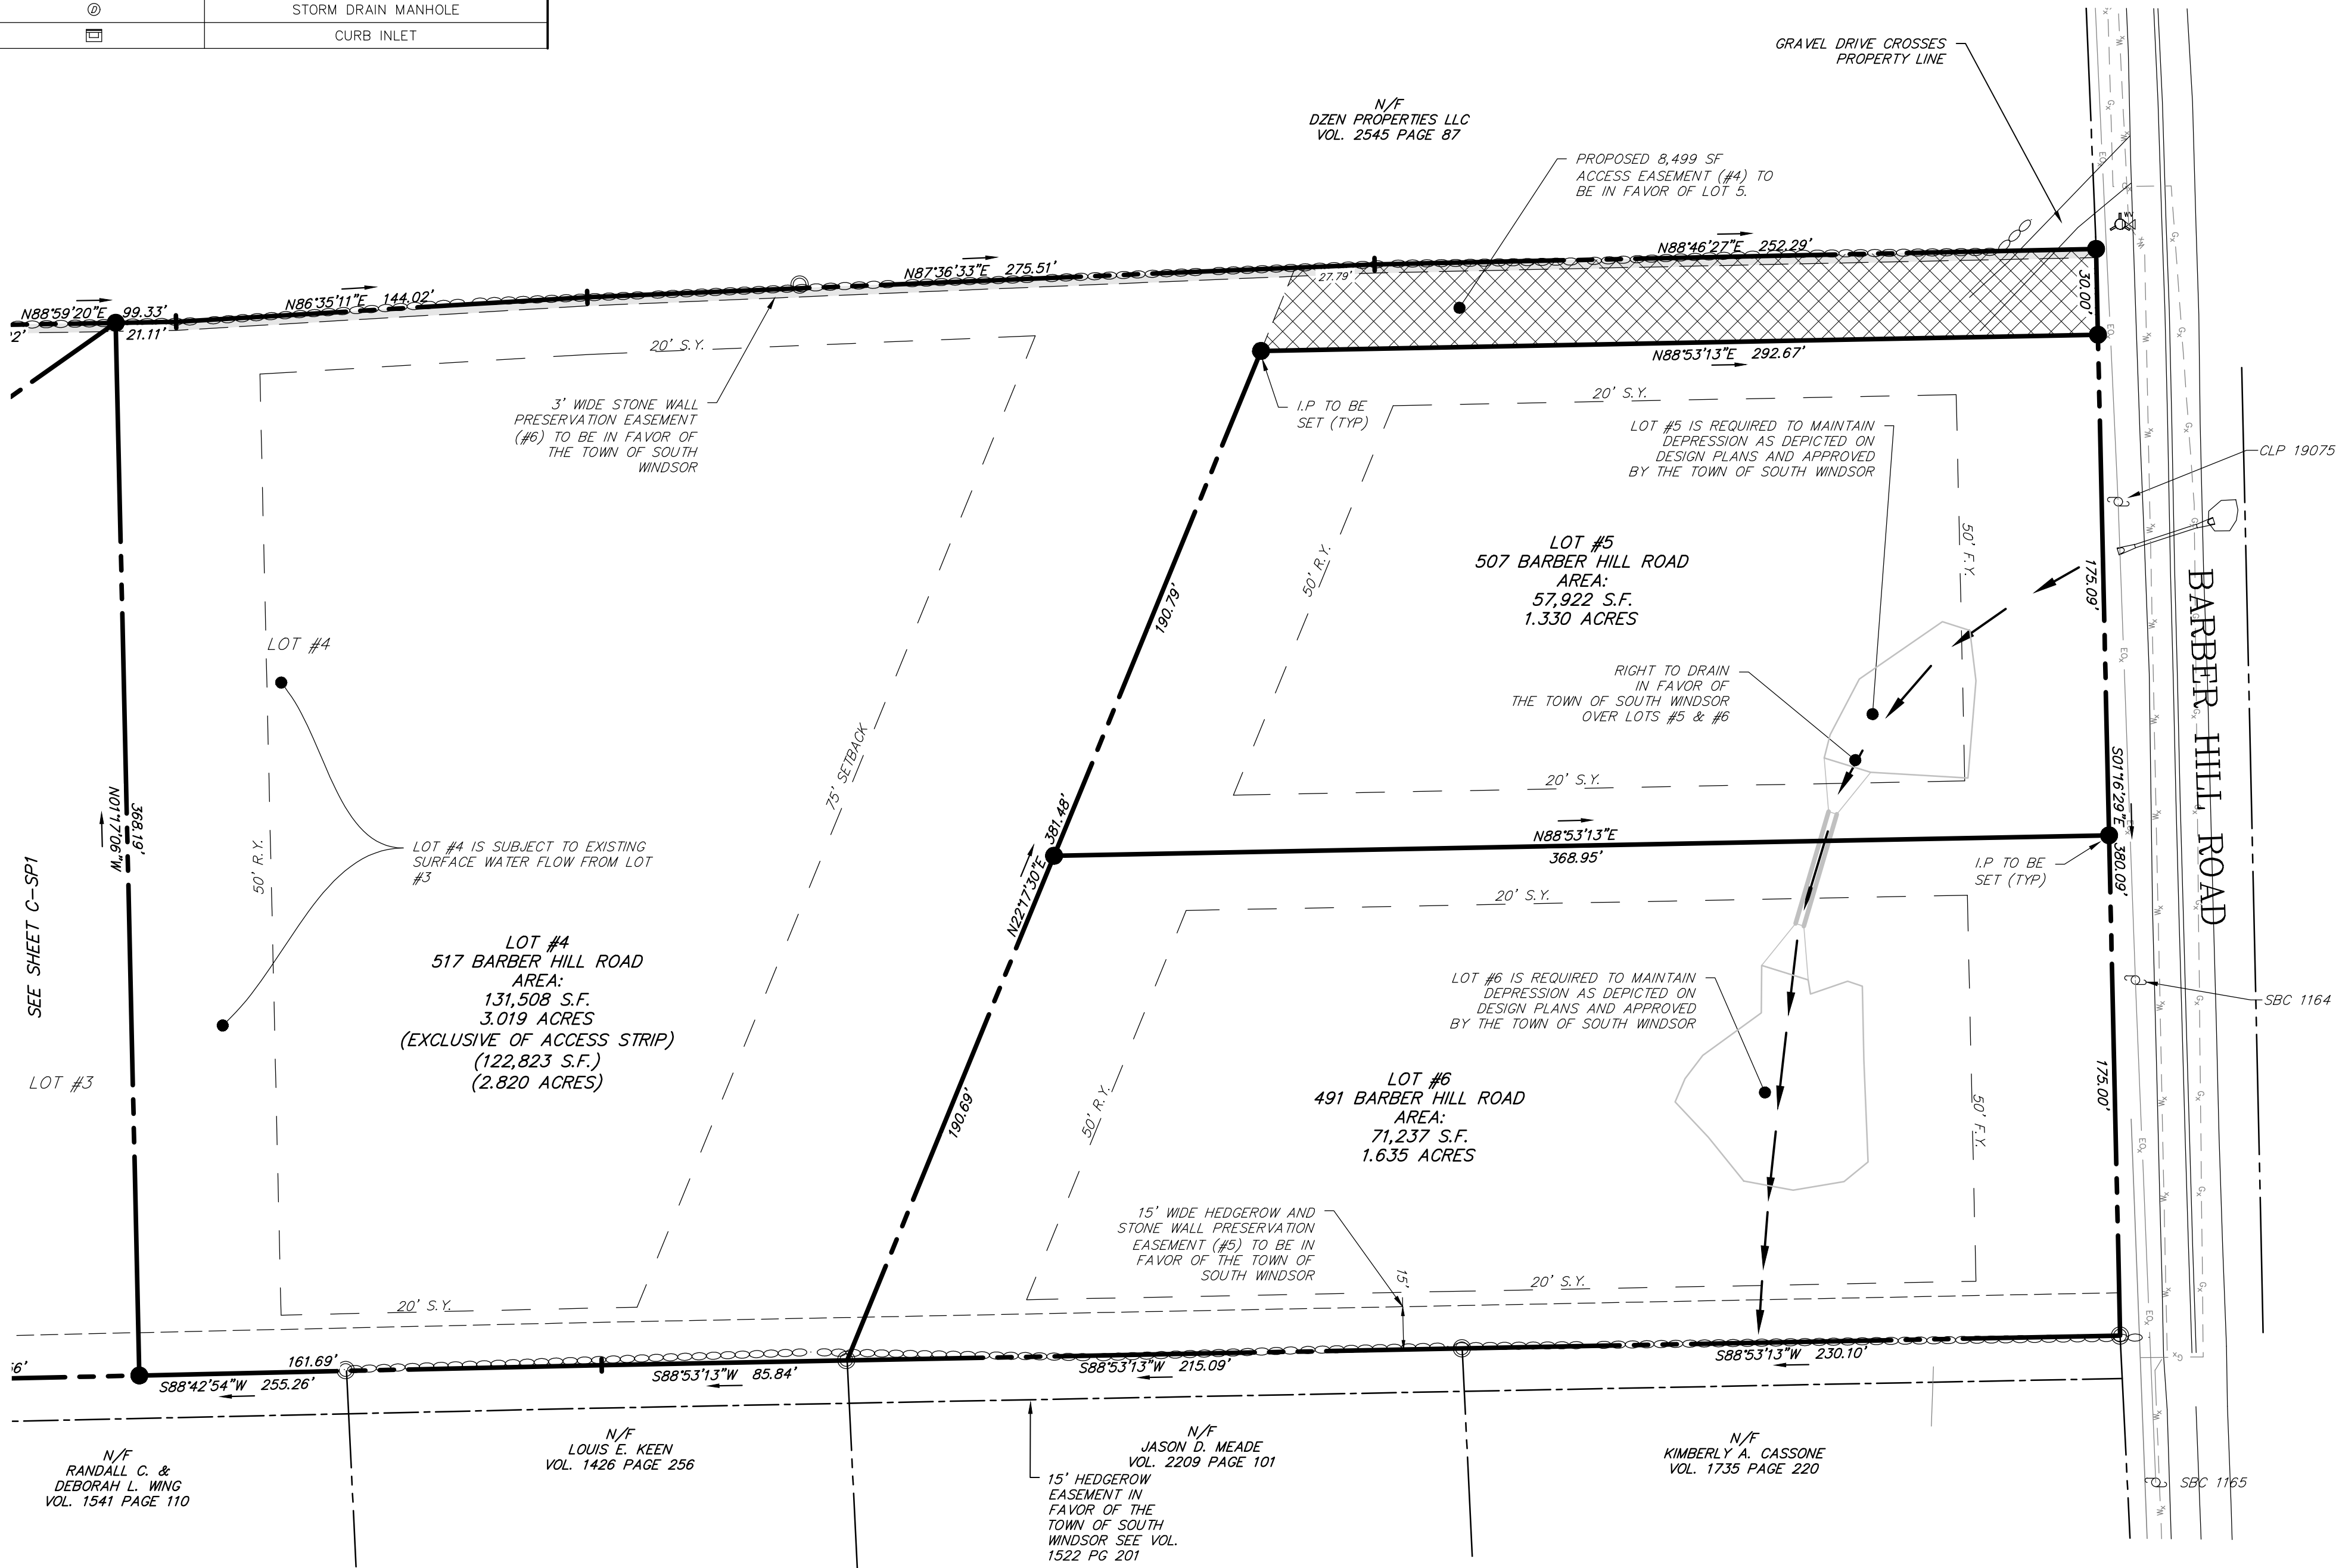 STORM DRAIN MANHOLE
CURB INLET
GRAVEL DRIVE CROSSES
PROPERTY LINE
N/F
DZEN PROPERTIES LLC
VOL. 2545 PAGE 87
PROPOSED 8,499 SF
ACCESS EASEMENT (#4) TO
BE IN FAVOR OF LOT 5.
N88°59'20"E 99.33'
21.11'
2'
N86°35'11"E 144.02'
N87°36'33"E 275.51'
27.79'
N88°46'27"E 252.29'
30.00'
N88°53'13"E 292.67'
20' S.Y.
3' WIDE STONE WALL
PRESERVATION EASEMENT
(#6) TO BE IN FAVOR OF
THE TOWN OF SOUTH
WINDSOR
I.P TO BE
SET (TYP)
20' S.Y.
LOT #5 IS REQUIRED TO MAINTAIN
DEPRESSION AS DEPICTED ON
DESIGN PLANS AND APPROVED
BY THE TOWN OF SOUTH WINDSOR
CLP 19075
50' R.Y.
50' F.Y.
LOT #5
507 BARBER HILL ROAD
AREA:
57,922 S.F.
1.330 ACRES
175.09'
190.79'
BARBER HILL ROAD
LOT #4
RIGHT TO DRAIN
IN FAVOR OF
THE TOWN OF SOUTH WINDSOR
OVER LOTS #5 & #6
75' SETBACK
20' S.Y.
368.19'
N01°17'06"W
LOT #4 IS SUBJECT TO EXISTING
SURFACE WATER FLOW FROM LOT
#3
50' R.Y.
N22°17'30"E 381.48'
N88°53'13"E
368.95'
S01°16'29"E 380.09'
I.P TO BE
SET (TYP)
SEE SHEET C-SP1
20' S.Y.
LOT #4
517 BARBER HILL ROAD
AREA:
131,508 S.F.
3.019 ACRES
(EXCLUSIVE OF ACCESS STRIP)
(122,823 S.F.)
(2.820 ACRES)
LOT #6 IS REQUIRED TO MAINTAIN
DEPRESSION AS DEPICTED ON
DESIGN PLANS AND APPROVED
BY THE TOWN OF SOUTH WINDSOR
SBC 1164
LOT #3
190.69'
50' R.Y.
LOT #6
491 BARBER HILL ROAD
AREA:
71,237 S.F.
1.635 ACRES
50' F.Y.
175.00'
15' WIDE HEDGEROW AND
STONE WALL PRESERVATION
EASEMENT (#5) TO BE IN
FAVOR OF THE TOWN OF
SOUTH WINDSOR
15'
20' S.Y.
20' S.Y.
6'
161.69'
S88°42'54"W 255.26'
S88°53'13"W 85.84'
S88°53'13"W 215.09'
S88°53'13"W 230.10'
N/F
RANDALL C. &
DEBORAH L. WING
VOL. 1541 PAGE 110
N/F
LOUIS E. KEEN
VOL. 1426 PAGE 256
N/F
JASON D. MEADE
VOL. 2209 PAGE 101
N/F
KIMBERLY A. CASSONE
VOL. 1735 PAGE 220
15' HEDGEROW
EASEMENT IN
FAVOR OF THE
TOWN OF SOUTH
WINDSOR SEE VOL.
1522 PG 201
SBC 1165